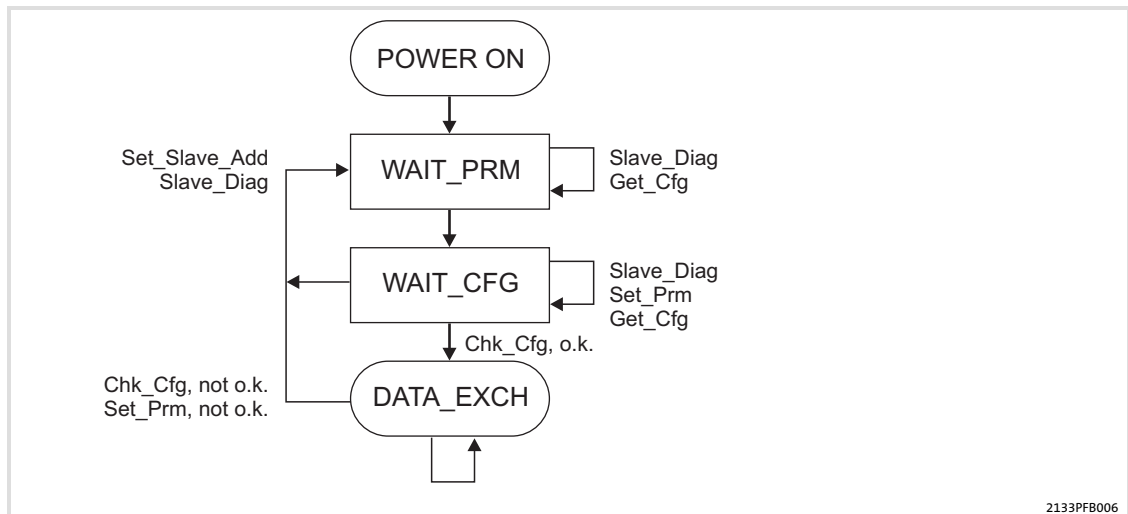 POWER ON
Set_Slave_Add
Slave_Diag
WAIT_PRM
Slave_Diag
Get_Cfg
WAIT_CFG
Slave_Diag
Set_Prm
Get_Cfg
Chk_Cfg, o.k.
Chk_Cfg, not o.k.
Set_Prm, not o.k.
DATA_EXCH
2133PFB006